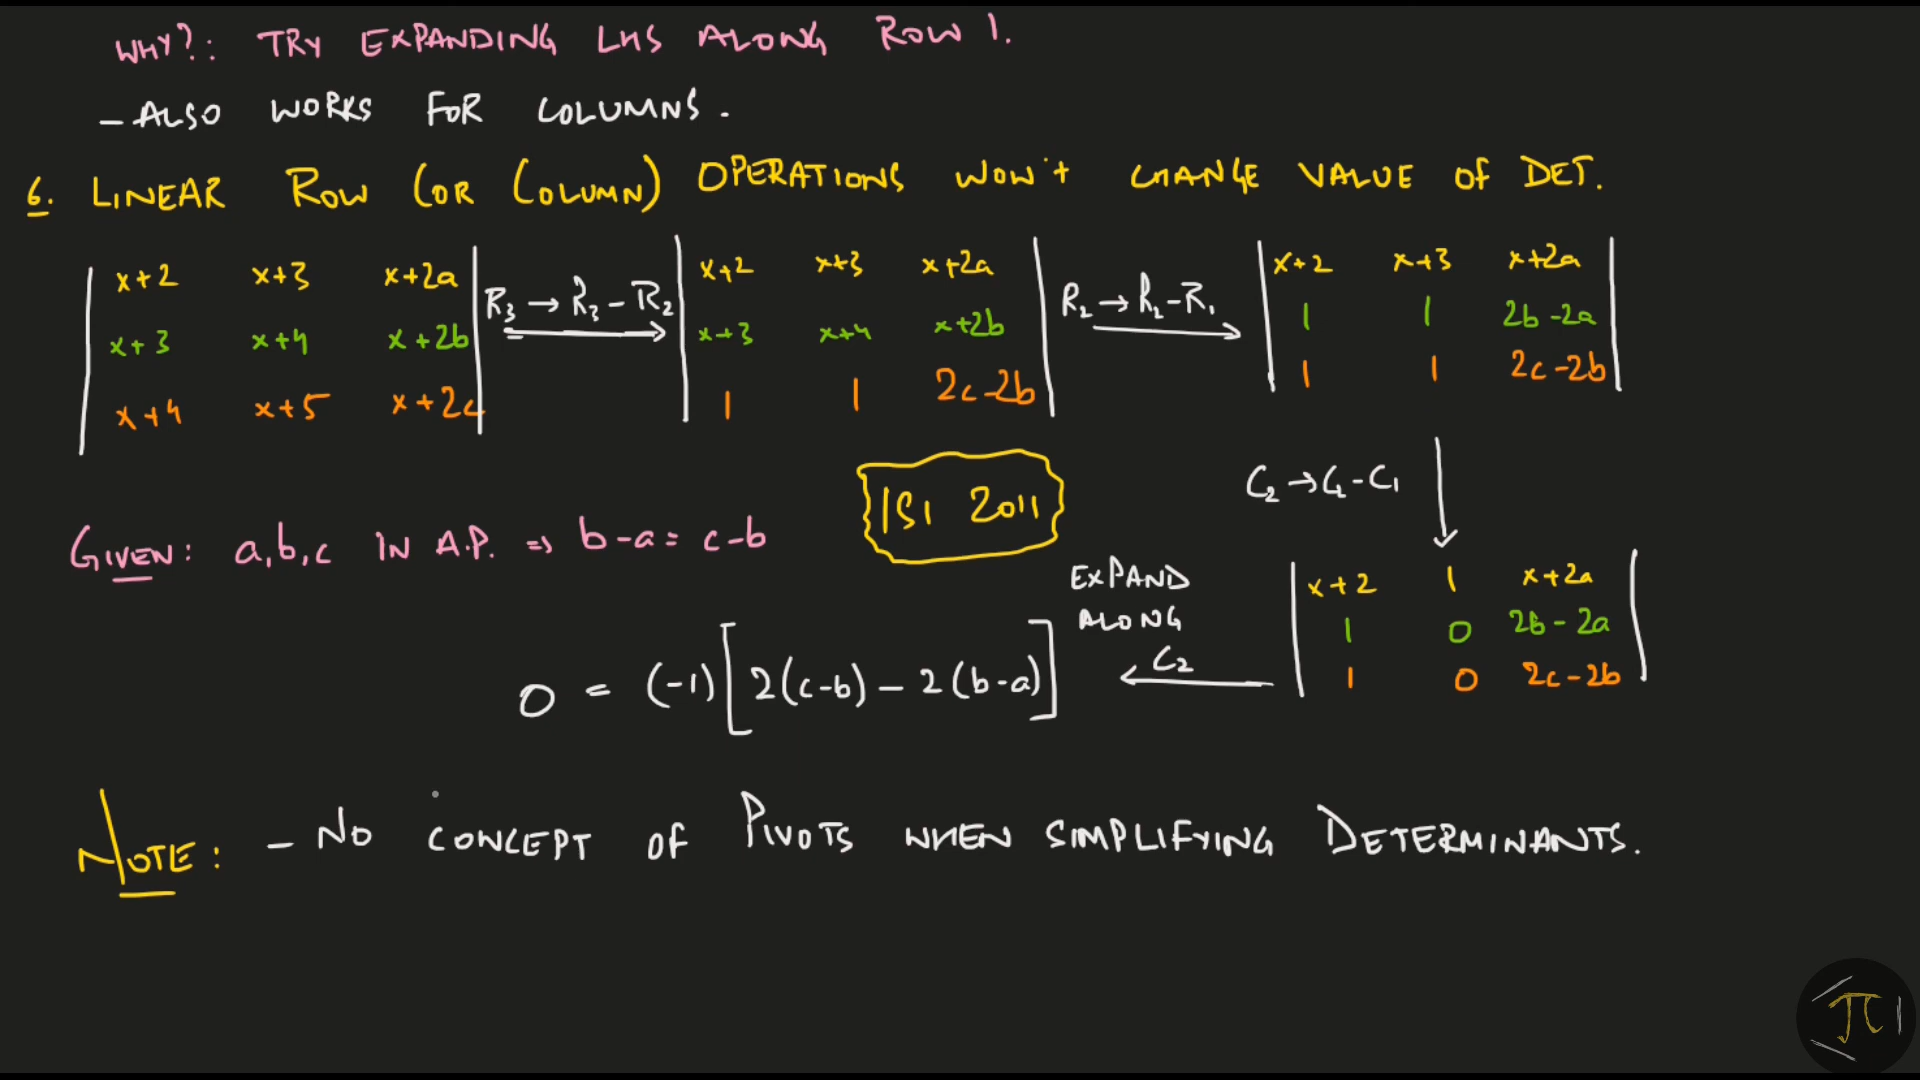 WHY?: TRY EXPANDING LHS ALONG ROW 1.
- ALSO WORKS FOR COLUMNS.
6. LINEAR ROW (OR COLUMN) OPERATIONS WON'T CHANGE VALUE OF DET.
| x+2 x+3 x+2a | R₃ → R₃ - R₂ | x+2 x+3 x+2a | R₂ → R₂ - R₁ | x+2 x+3 x+2a |
| x+3 x+4 x+2b | | x+3 x+4 x+2b | | 1 1 2b-2a |
| x+4 x+5 x+2c | | 1 1 2c-2b | | 1 1 2c-2b |
ISI 2011
C₂ → C₂ - C₁
GIVEN: a,b,c IN A.P. ⇒ b-a = c-b
| x+2 1 x+2a |
| 1 0 2b-2a |
| 1 0 2c-2b |
EXPAND
ALONG
C₂
0 = (-1)[2(c-b) - 2(b-a)]
NOTE: - NO CONCEPT OF PIVOTS WHEN SIMPLIFYING DETERMINANTS.
π